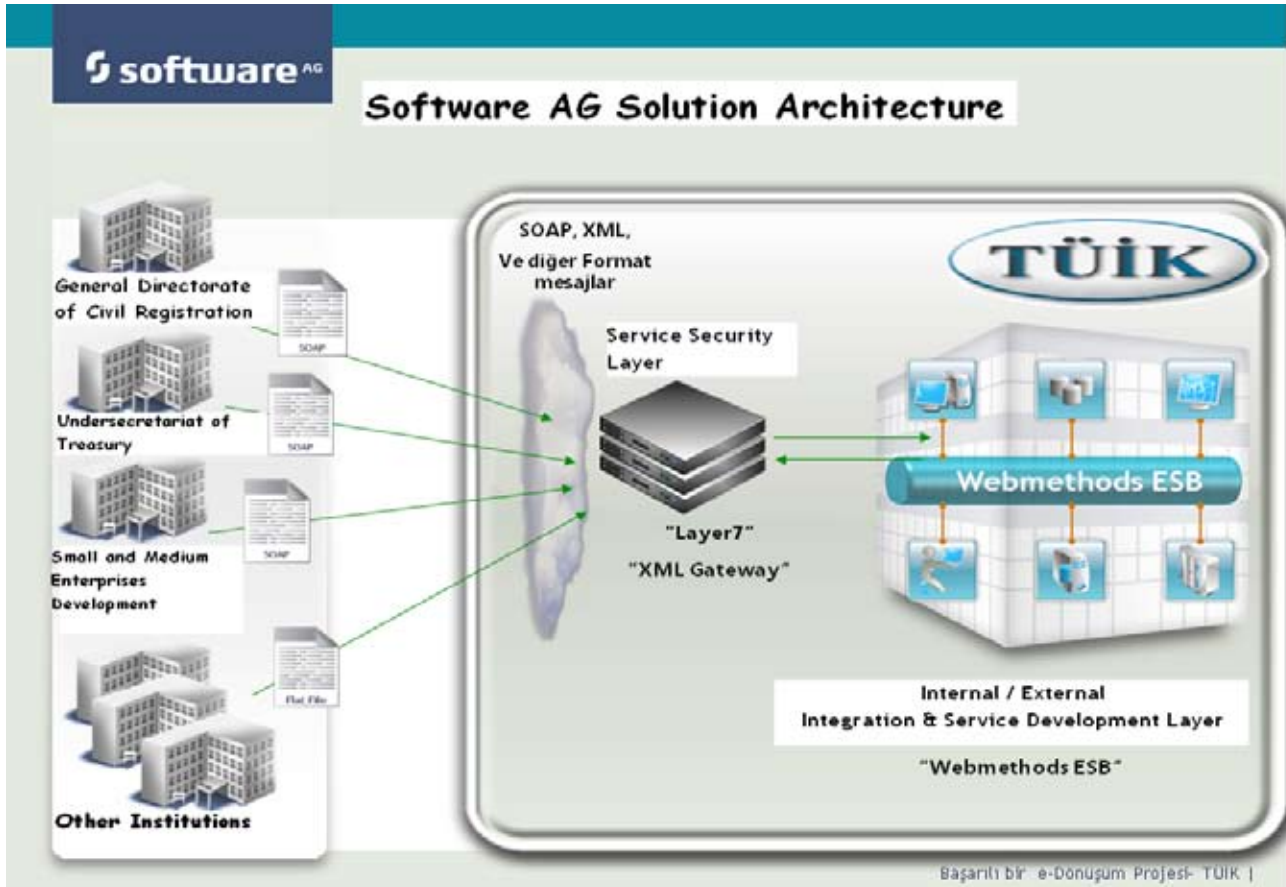 software AG
Software AG Solution Architecture
General Directorate
of Civil Registration
SOAP
Undersecretariat of
Treasury
SOAP
Small and Medium
Enterprises
Development
SOAP
Other Institutions
Flat File
SOAP, XML,
Ve diğer Format
mesajlar
Service Security
Layer
"Layer7"
"XML Gateway"
TÜİK
Webmethods ESB
Internal / External
Integration & Service Development Layer
"Webmethods ESB"
Başarılı bir e-Dönüşüm Projesi- TÜİK |